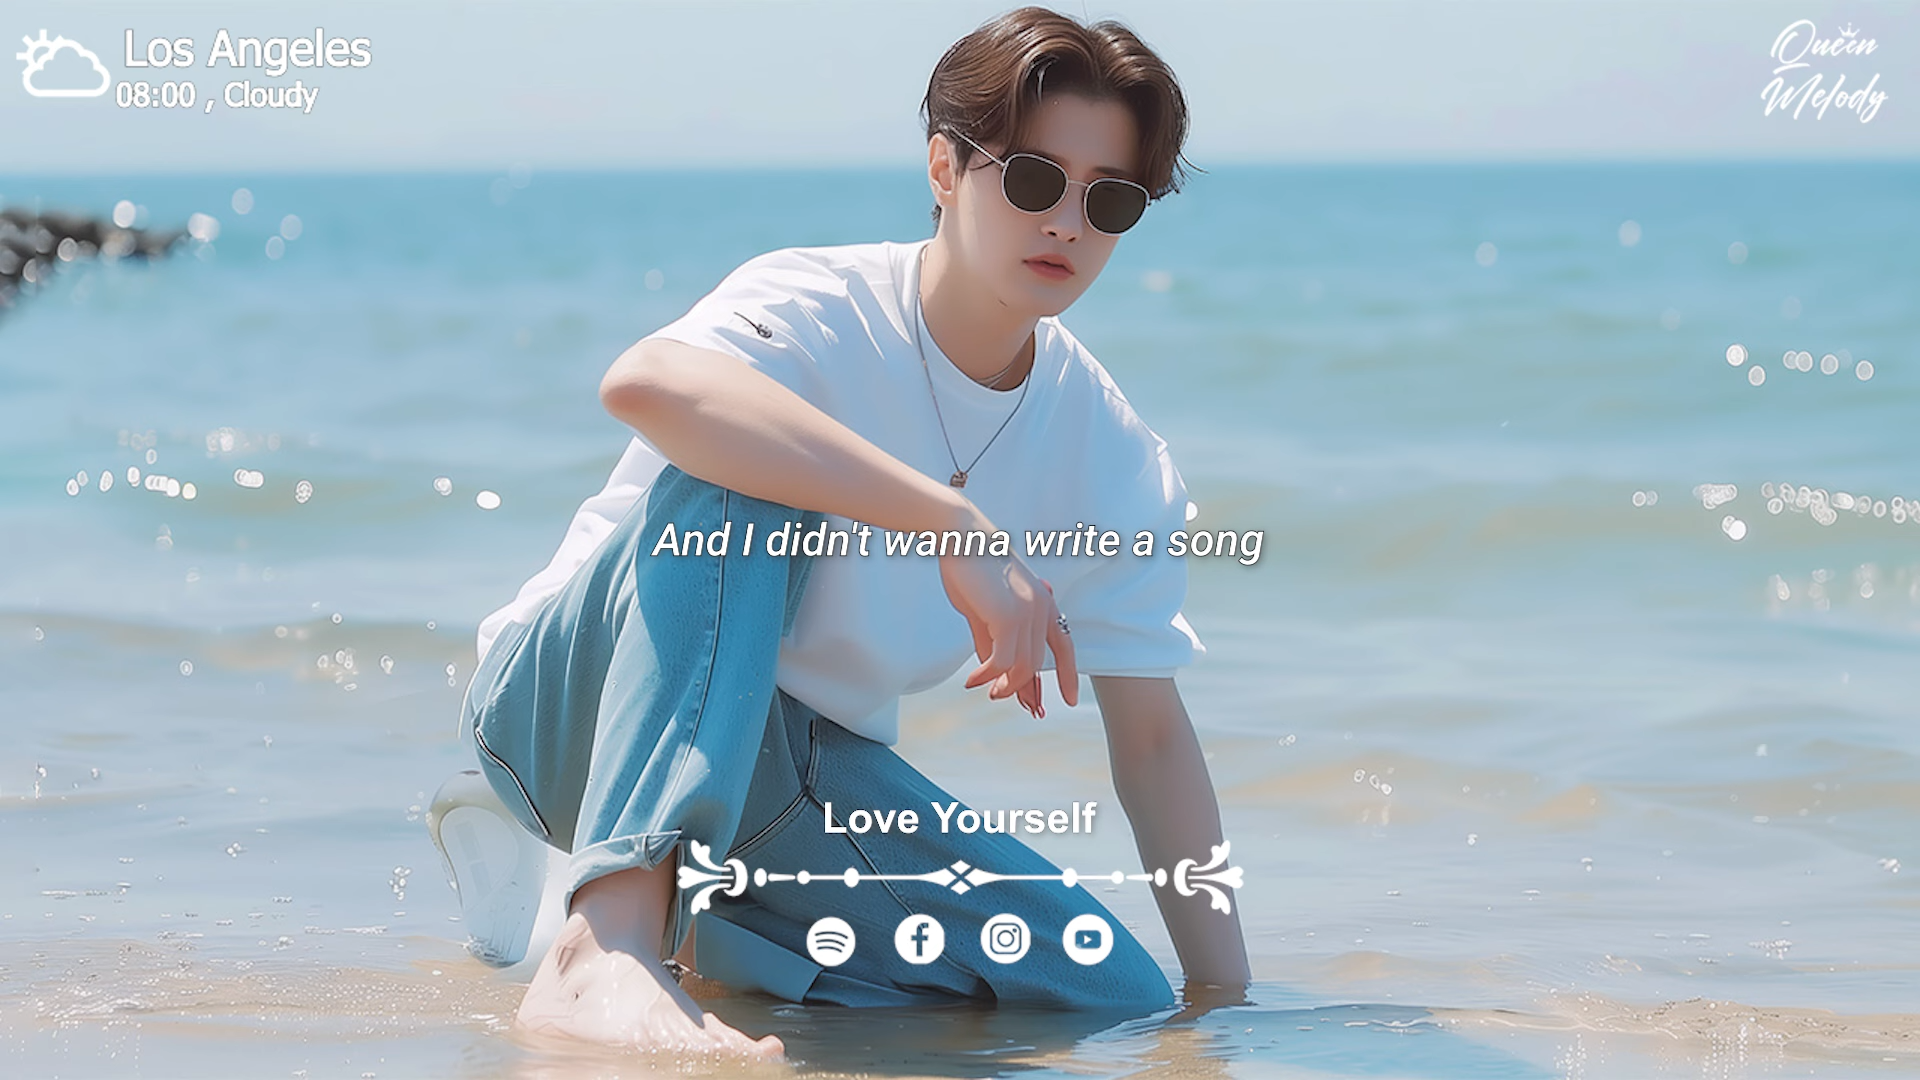 Los Angeles
08:00 , Cloudy
Queen
Melody
And I didn't wanna write a song
Love Yourself